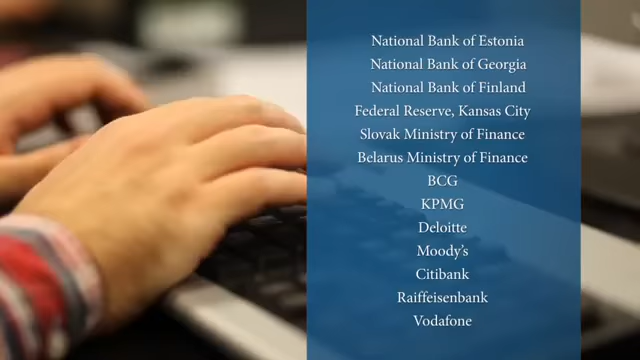 National Bank of Estonia
National Bank of Georgia
National Bank of Finland
Federal Reserve, Kansas City
Slovak Ministry of Finance
Belarus Ministry of Finance
BCG
KPMG
Deloitte
Moody's
Citibank
Raiffeisenbank
Vodafone